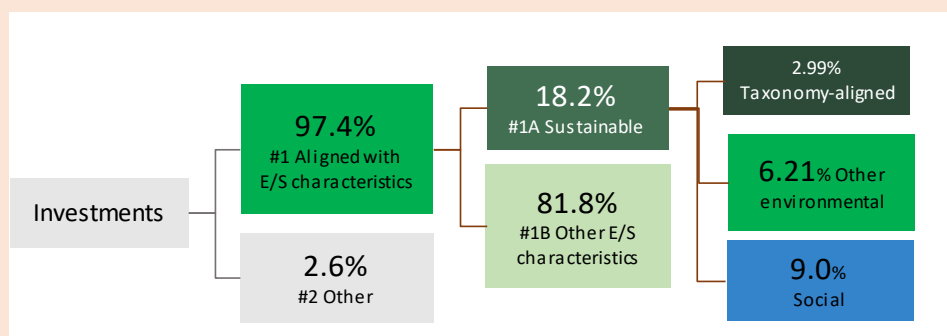 Investments
97.4%
#1 Aligned with
E/S characteristics
2.6%
#2 Other
18.2%
#1A Sustainable
81.8%
#1B Other E/S
characteristics
2.99%
Taxonomy-aligned
6.21% Other
environmental
9.0%
Social